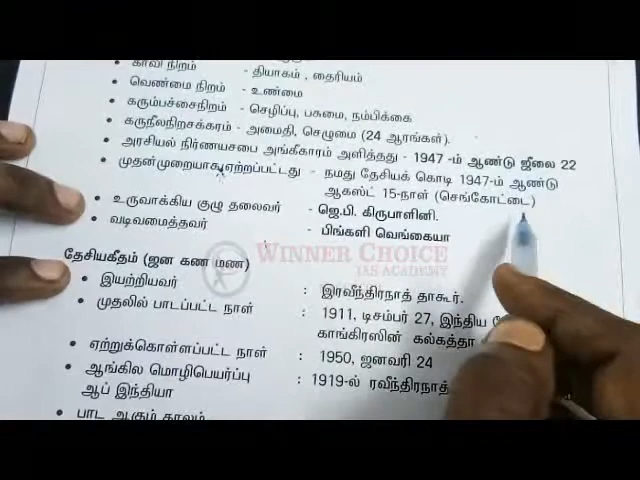 • காவி நிறம் - தியாகம் , தைரியம்
• வெண்மை நிறம் - உண்மை
• கரும்பச்சைநிறம் - செழிப்பு, பசுமை, நம்பிக்கை
• கருநீலநிறசக்கரம் - அமைதி, செழுமை (24 ஆரங்கள்).
• அரசியல் நிர்ணயசபை அங்கீகாரம் அளித்தது - 1947 -ம் ஆண்டு ஜீலை 22
• முதன்முறையாக ஏற்றப்பட்டது - நமது தேசியக் கொடி 1947-ம் ஆண்டு
ஆகஸ்ட் 15-நாள் (செங்கோட்டை)
• உருவாக்கிய குழு தலைவர் - ஜெ.பி. கிருபாளினி.
• வடிவமைத்தவர் - பிங்களி வெங்கையா
WINNER CHOICE
IAS ACADEMY
தேசியகீதம் (ஜன கண மண)
• இயற்றியவர் : இரவீந்திரநாத் தாகூர்.
• முதலில் பாடப்பட்ட நாள் : 1911, டிசம்பர் 27, இந்திய
காங்கிரஸின் கல்கத்தா
• ஏற்றுக்கொள்ளப்பட்ட நாள் : 1950, ஜனவரி 24
• ஆங்கில மொழிபெயர்ப்பு : 1919-ல் ரவீந்திரநாத்
ஆப் இந்தியா
• பாட ஆகும் காலம்